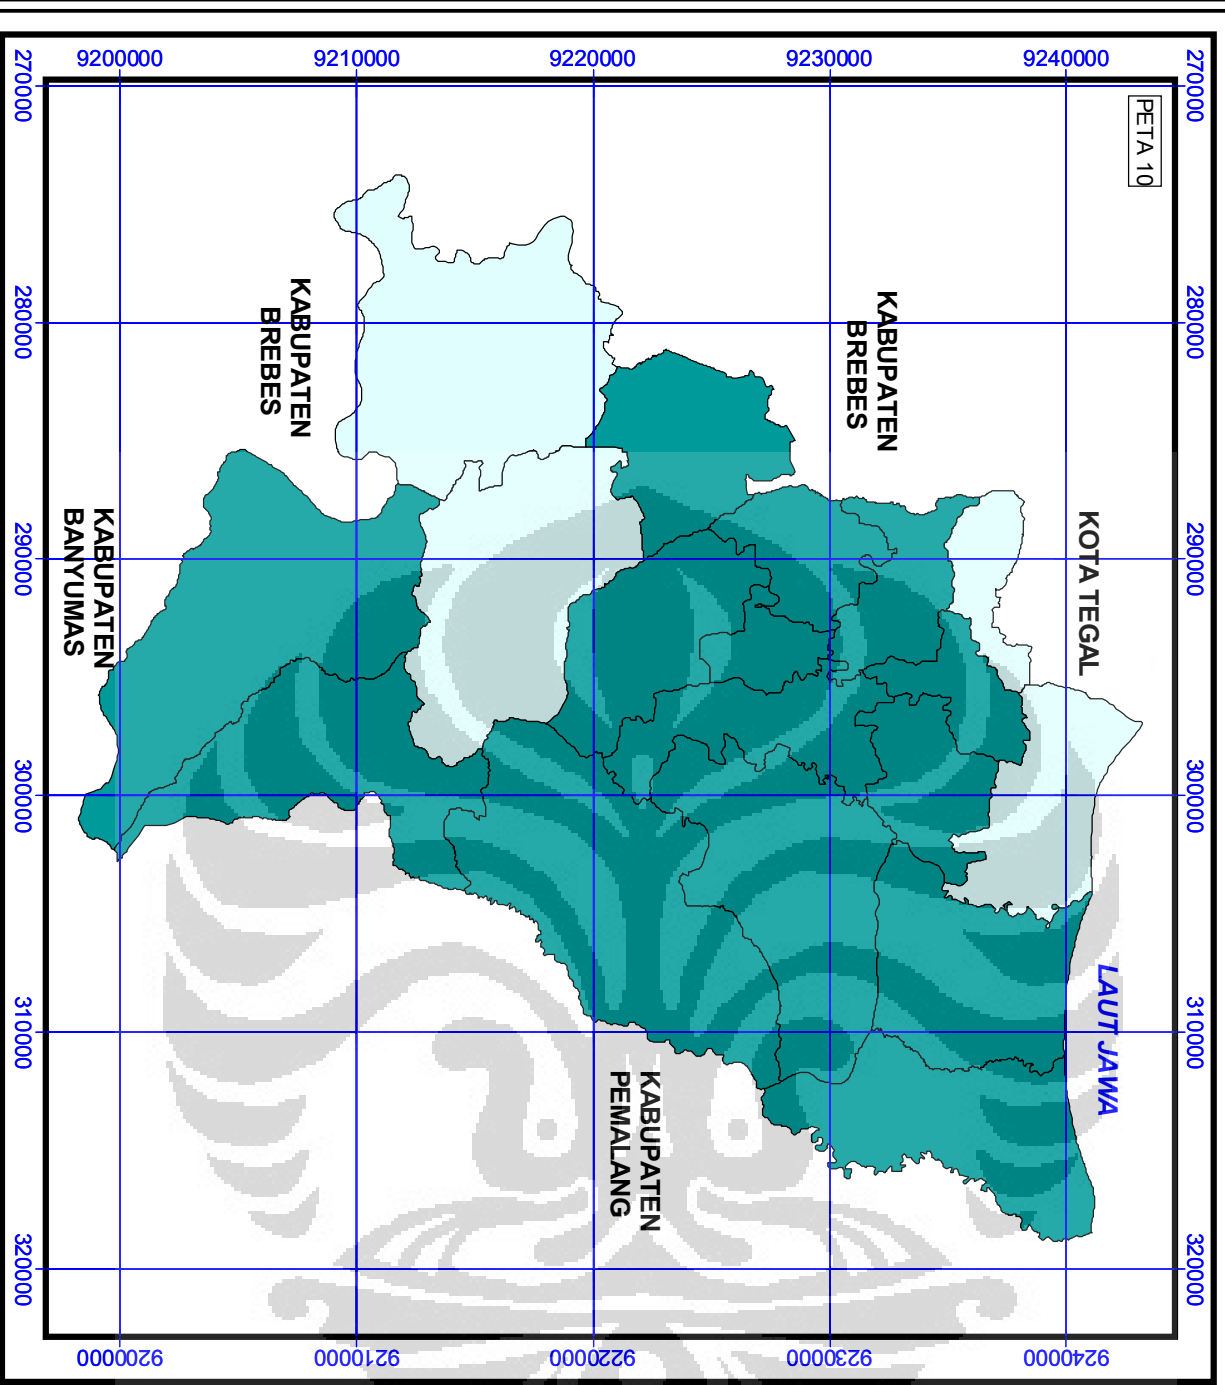 PETA 10
270000
280000
290000
300000
310000
320000
9240000
9240000
9230000
9230000
9220000
9220000
9210000
9210000
9200000
9200000
KOTA TEGAL
LAUT JAWA
KABUPATEN
BREBES
KABUPATEN
PEMALANG
KABUPATEN
BREBES
KABUPATEN
BANYUMAS
270000
280000
290000
300000
310000
320000